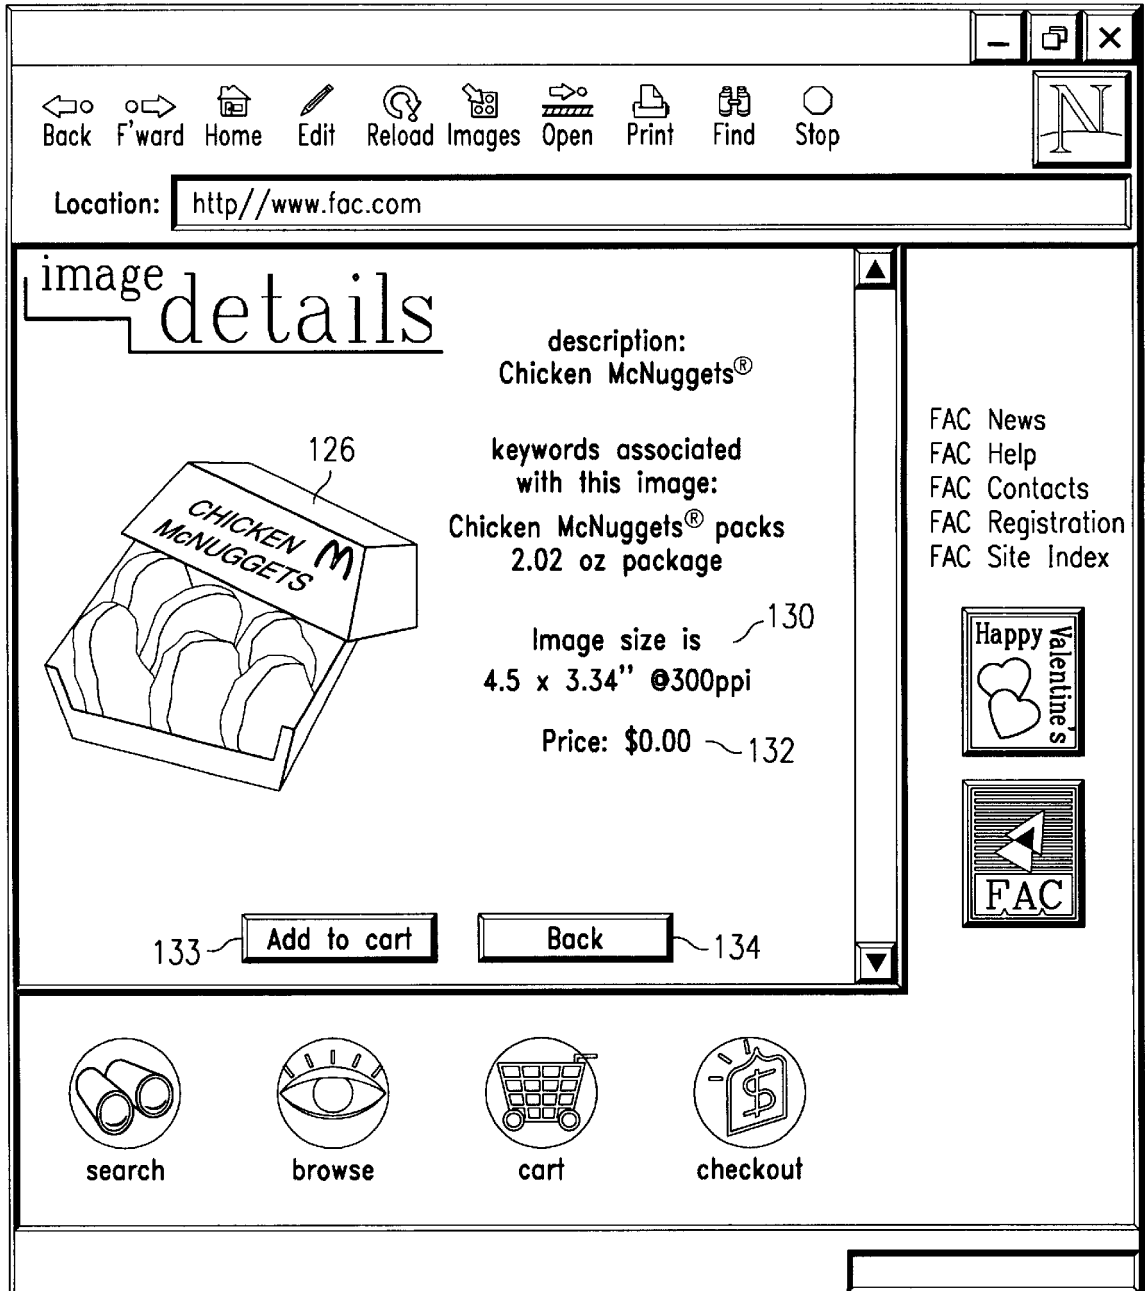 Back F'ward Home Edit Reload Images Open Print Find Stop
N
Location: http//www.fac.com
image
details
description:
Chicken McNuggets®
126
keywords associated
with this image:
Chicken McNuggets® packs
2.02 oz package
CHICKEN
McNUGGETS
M
130
Image size is
4.5 x 3.34'' @300ppi
Price: $0.00
132
133
Add to cart
Back
134
FAC News
FAC Help
FAC Contacts
FAC Registration
FAC Site Index
Happy
Valentine's
FAC
$
search browse cart checkout